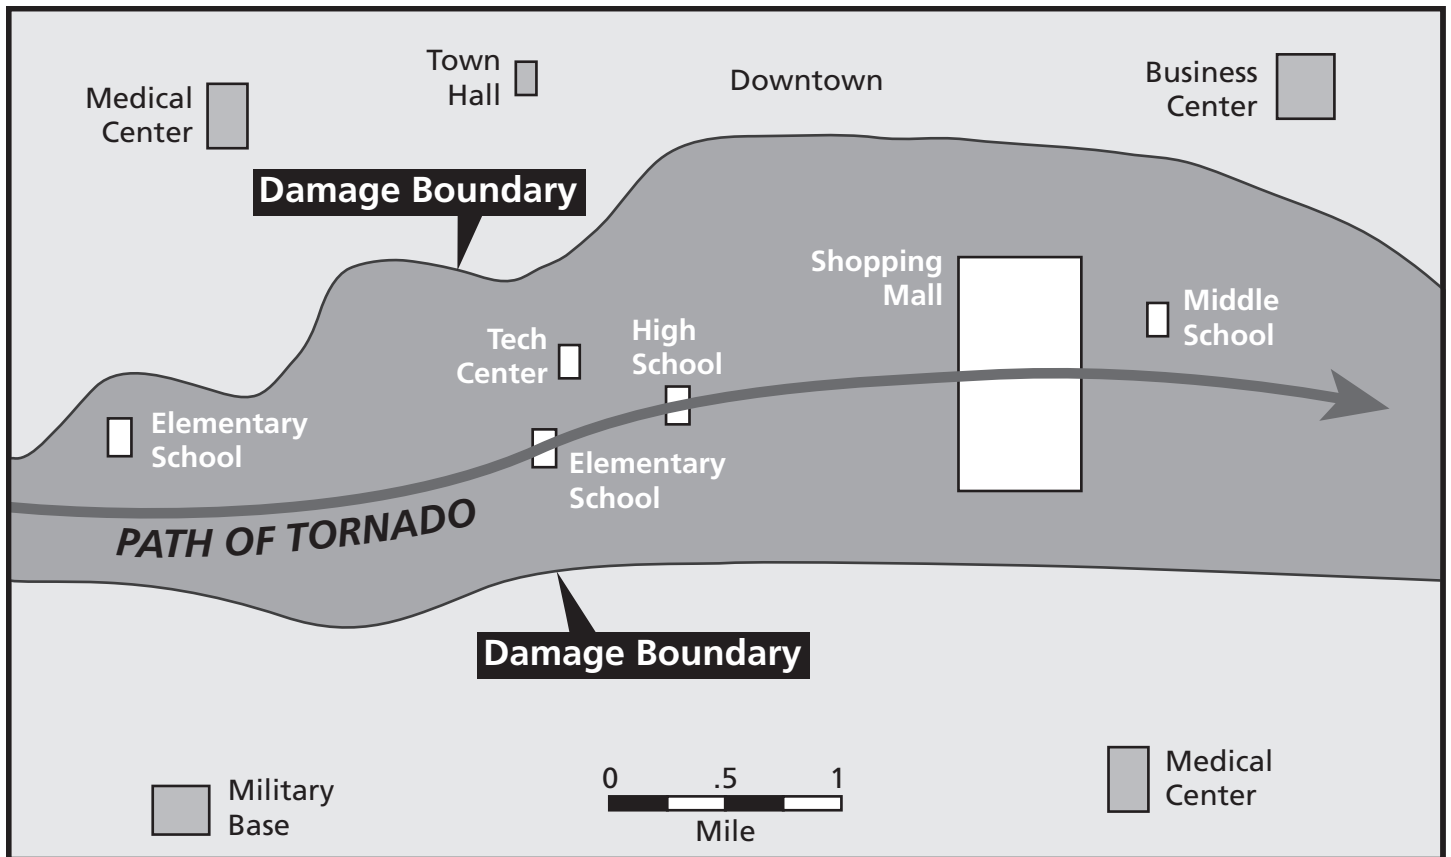 Town
Hall
Downtown
Business
Center
Medical
Center
Damage Boundary
Shopping
Mall
Middle
School
Tech
Center
High
School
Elementary
School
Elementary
School
PATH OF TORNADO
Damage Boundary
Military
Base
0 .5 1
Mile
Medical
Center